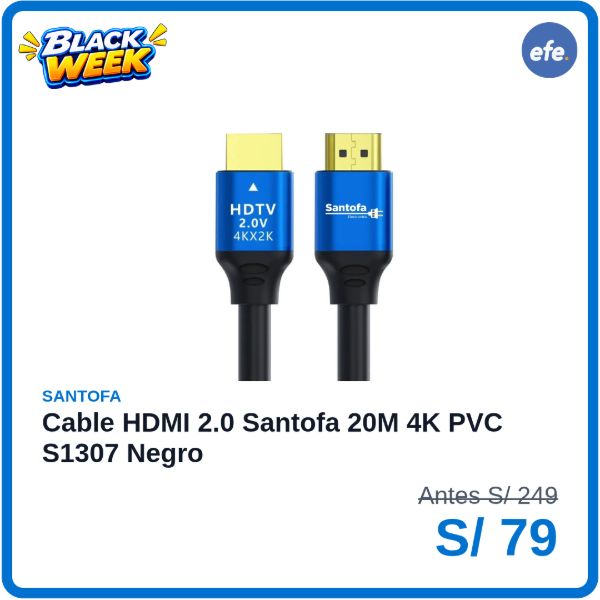 BLACK
WEEK
efe.
HDTV
2.0V
4KX2K
Santofa
SANTOFA
Cable HDMI 2.0 Santofa 20M 4K PVC
S1307 Negro
Antes S/ 249
S/ 79